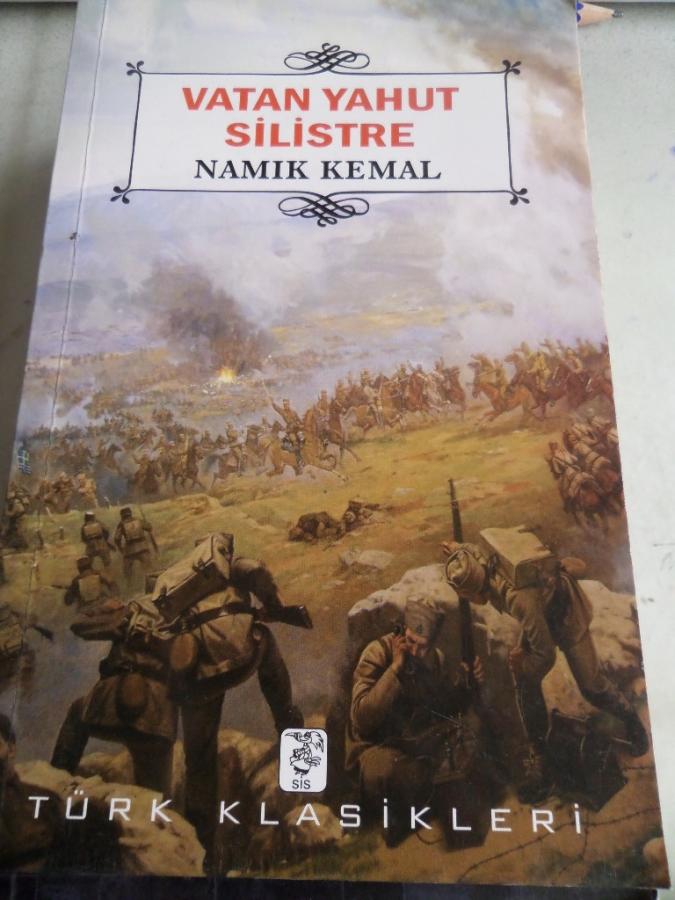 VATAN YAHUT
SİLİSTRE
NAMIK KEMAL
SİS
TÜRK KLASİKLERİ